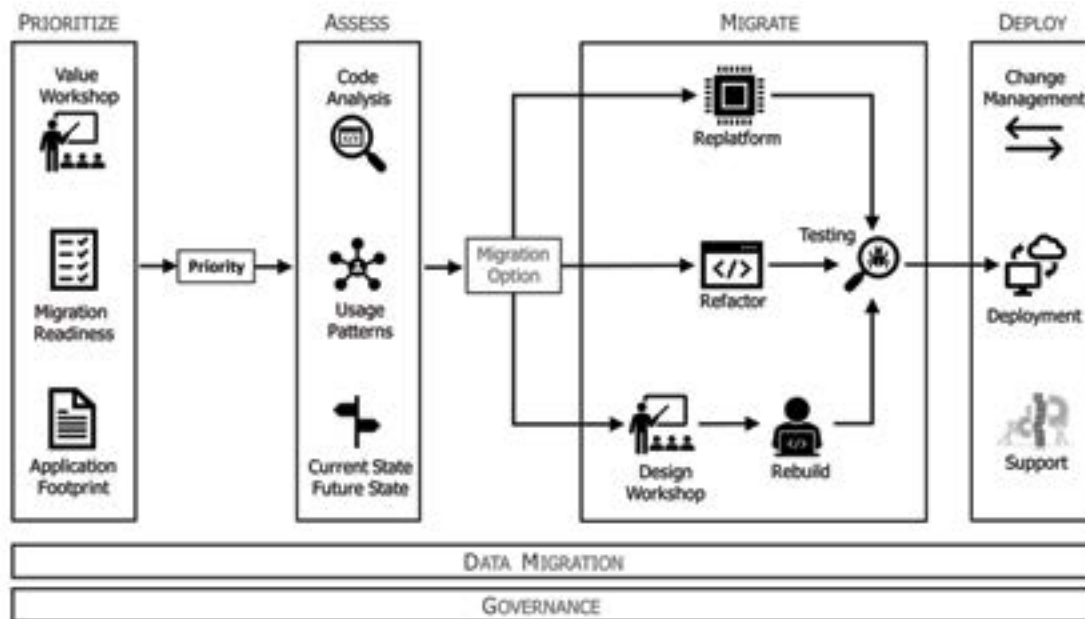 PRIORITIZE
Value
Workshop
Migration
Readiness
Application
Footprint
Priority
ASSESS
Code
Analysis
</>
Usage
Patterns
Current State
Future State
Migration
Option
MIGRATE
Replatform
</>
Refactor
Testing
Design
Workshop
</>
Rebuild
DEPLOY
Change
Management
Deployment
Support
DATA MIGRATION
GOVERNANCE